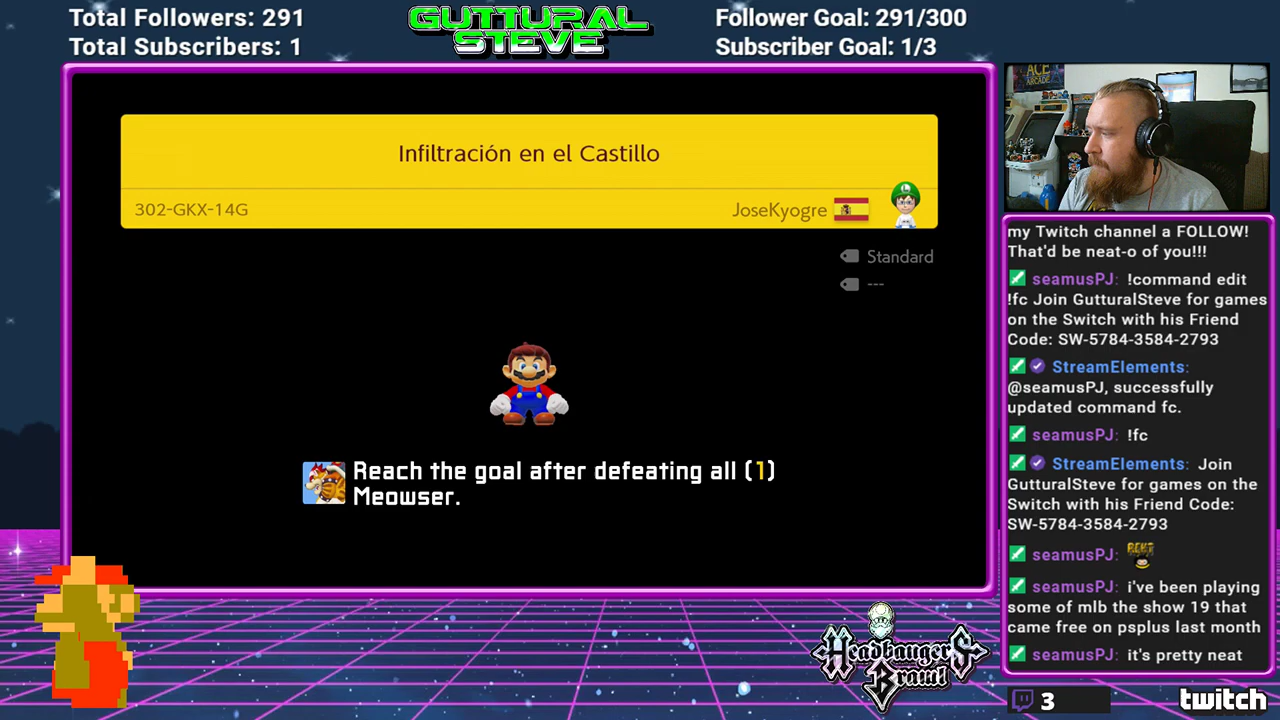 Total Followers: 291
Total Subscribers: 1
GUTTURAL
STEVE
Follower Goal: 291/300
Subscriber Goal: 1/3
Infiltración en el Castillo
302-GKX-14G
JoseKyogre
Standard
---
Reach the goal after defeating all (1)
Meowser.
ACE
ARCADE
my Twitch channel a FOLLOW!
That'd be neat-o of you!!!
seamusPJ: !command edit
!fc Join GutturalSteve for games
on the Switch with his Friend
Code: SW-5784-3584-2793
StreamElements:
@seamusPJ, successfully
updated command fc.
seamusPJ: !fc
StreamElements: Join
GutturalSteve for games on the
Switch with his Friend Code:
SW-5784-3584-2793
seamusPJ:
seamusPJ: i've been playing
some of mlb the show 19 that
came free on psplus last month
seamusPJ: it's pretty neat
Headbangers
Brawl
3
twitch